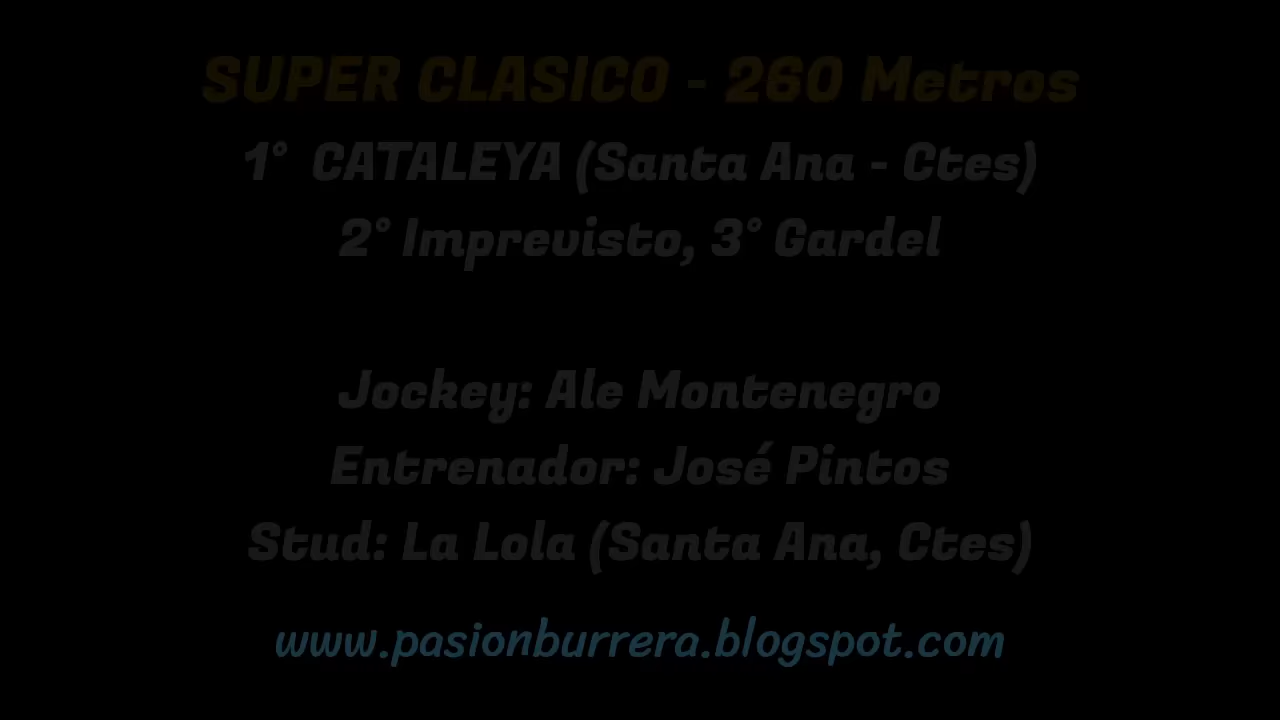 SUPER CLASICO - 260 Metros
1° CATALEYA (Santa Ana - Ctes)
2° Imprevisto, 3° Gardel
Jockey: Ale Montenegro
Entrenador: José Pintos
Stud: La Lola (Santa Ana, Ctes)
www.pasionburrera.blogspot.com